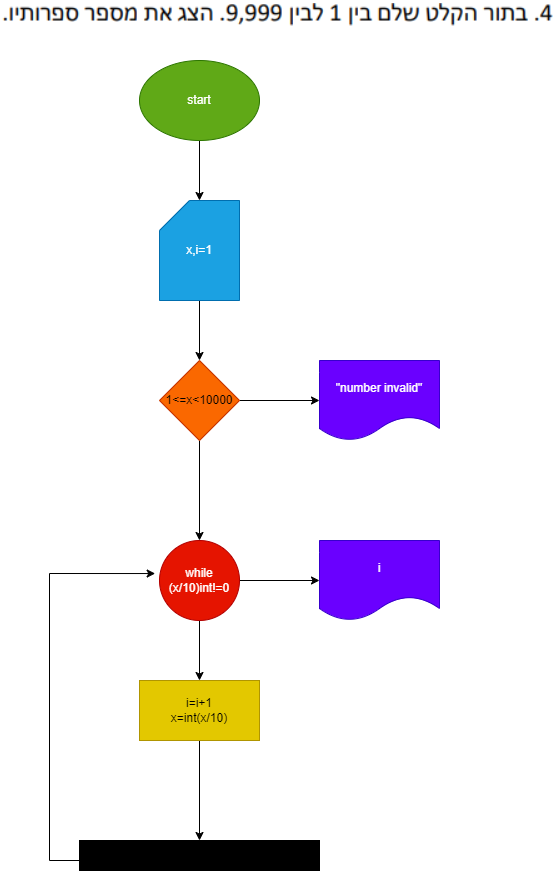 4. בתור הקלט שלם בין 1 לבין 9,999. הצג את מספר ספרותיו.
start
x,i=1
1<=x<10000
"number invalid"
while
(x/10)int!=0
i
i=i+1
x=int(x/10)